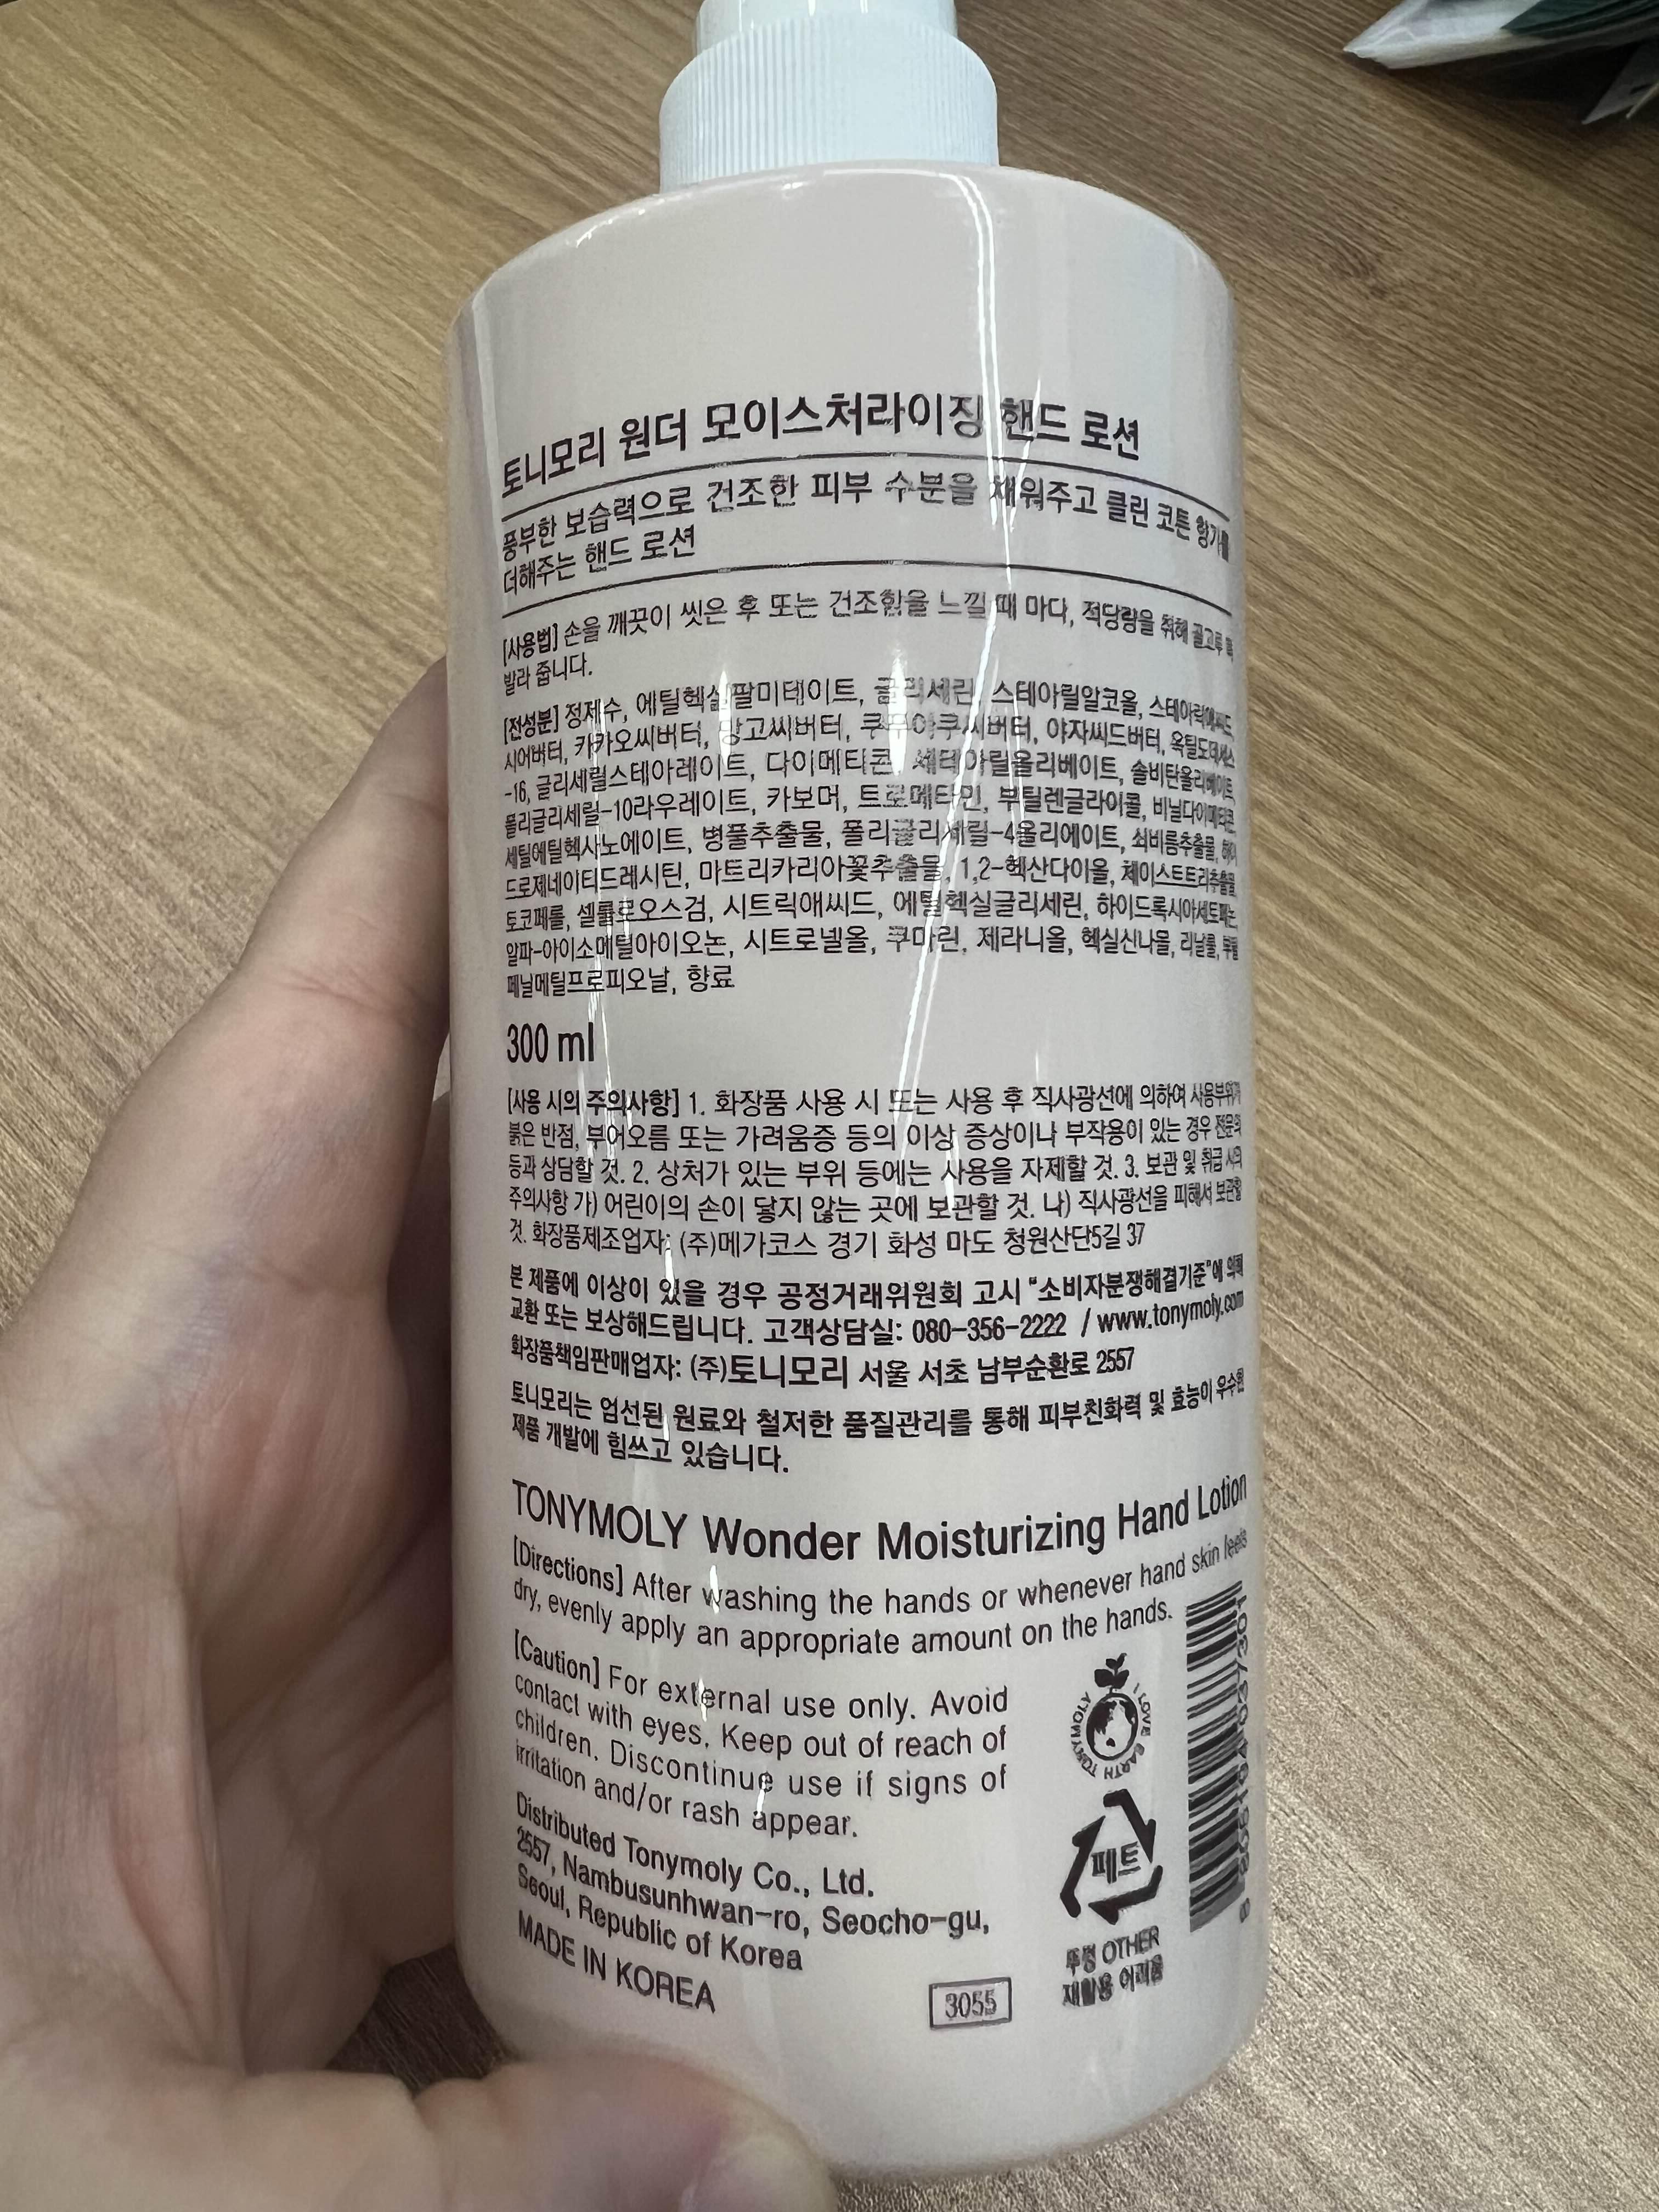 토니모리 원더 모이스처라이징 핸드 로션
풍부한 보습력으로 건조한 피부 수분을 채워주고 클린 코튼 향기를
더해주는 핸드 로션
[사용법] 손을 깨끗이 씻은 후 또는 건조함을 느낄 때 마다, 적당량을 취해 골고루
발라 줍니다.
[전성분] 정제수, 에틸헥실팔미테이트, 글리세린, 스테아릴알코올, 스테아릭애씨드,
시어버터, 카카오씨버터, 망고씨버터, 쿠푸아쿠씨버터, 야자씨드버터, 옥틸도데세스
-16, 글리세릴스테아레이트, 다이메티콘, 세테아릴올리베이트, 솔비탄올리베이트,
폴리글리세릴-10라우레이트, 카보머, 트로메타민, 부틸렌글라이콜, 비닐다이메티콘,
세틸에틸헥사노에이트, 병풀추출물, 폴리글리세릴-4올리에이트, 쇠비름추출물, 하이
드로제네이티드레시틴, 마트리카리아꽃추출물, 1,2-헥산다이올, 체이스트트리추출물,
토코페롤, 셀룰로오스검, 시트릭애씨드, 에틸헥실글리세린, 하이드록시아세토페논,
알파-아이소메틸아이오논, 시트로넬올, 쿠마린, 제라니올, 헥실신나몰, 리날룰, 부틸
페닐메틸프로피오날, 향료
300 ml
[사용 시의 주의사항] 1. 화장품 사용 시 또는 사용 후 직사광선에 의하여 사용부위가
붉은 반점, 부어오름 또는 가려움증 등의 이상 증상이나 부작용이 있는 경우 전문의
등과 상담할 것. 2. 상처가 있는 부위 등에는 사용을 자제할 것. 3. 보관 및 취급 시의
주의사항 가) 어린이의 손이 닿지 않는 곳에 보관할 것. 나) 직사광선을 피해서 보관할
것. 화장품제조업자: (주)메가코스 경기 화성 마도 청원산단5길 37
본 제품에 이상이 있을 경우 공정거래위원회 고시 "소비자분쟁해결기준"에 의해
교환 또는 보상해드립니다. 고객상담실: 080-356-2222 / www.tonymoly.com
화장품책임판매업자: (주)토니모리 서울 서초 남부순환로 2557
토니모리는 엄선된 원료와 철저한 품질관리를 통해 피부친화력 및 효능이 우수한
제품 개발에 힘쓰고 있습니다.
TONYMOLY Wonder Moisturizing Hand Lotion
[Directions] After washing the hands or whenever hand skin feels
dry, evenly apply an appropriate amount on the hands.
[Caution] For external use only. Avoid
contact with eyes. Keep out of reach of
children. Discontinue use if signs of
irritation and/or rash appear.
Distributed Tonymoly Co., Ltd.
2557, Nambusunhwan-ro, Seocho-gu,
Seoul, Republic of Korea
MADE IN KOREA
3055
TONYMOLY I LOVE EARTH
페트
뚜껑 OTHER
재활용 어려움